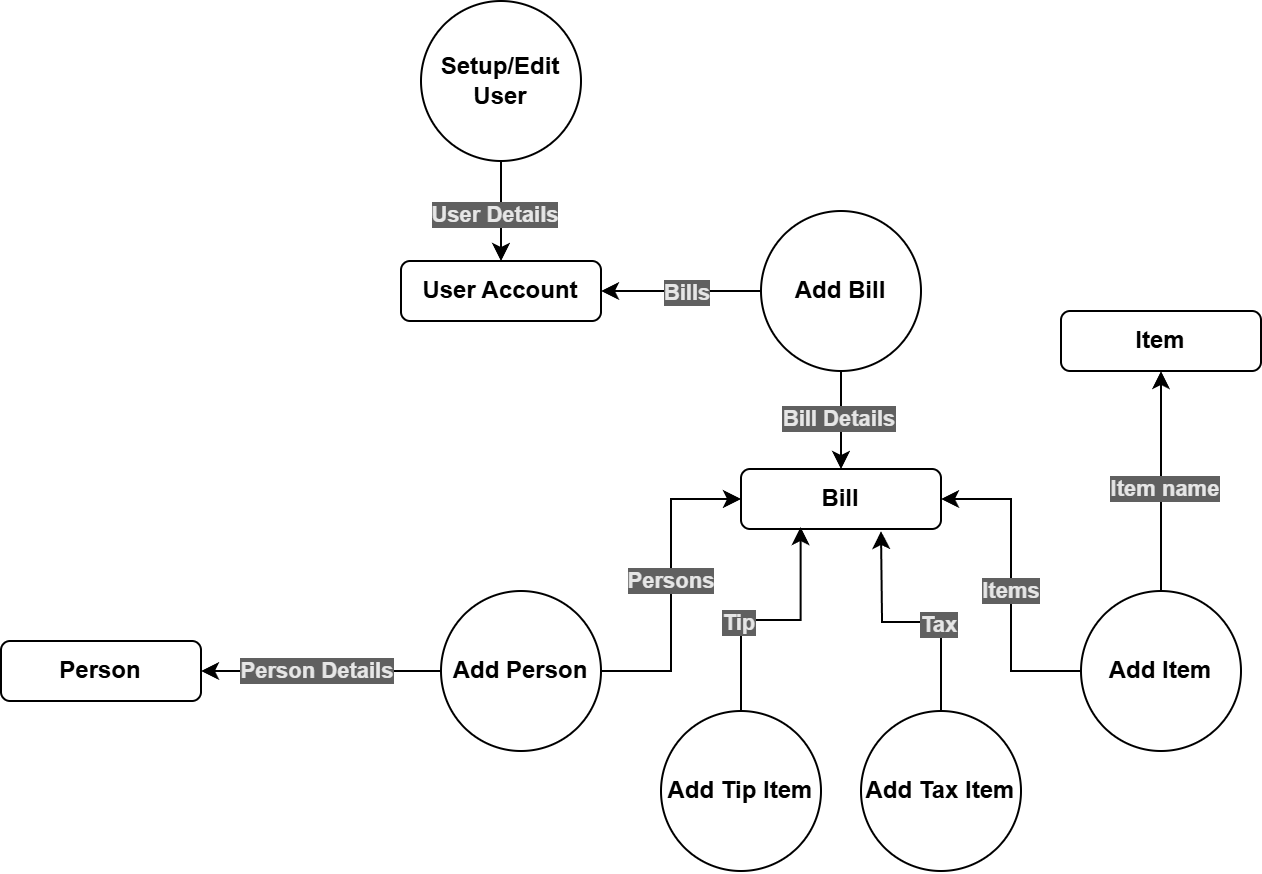 Setup/Edit
User
User Details
User Account
Bills
Add Bill
Item
Bill Details
Item name
Bill
Persons
Items
Tip
Tax
Person
Person Details
Add Person
Add Item
Add Tip Item
Add Tax Item